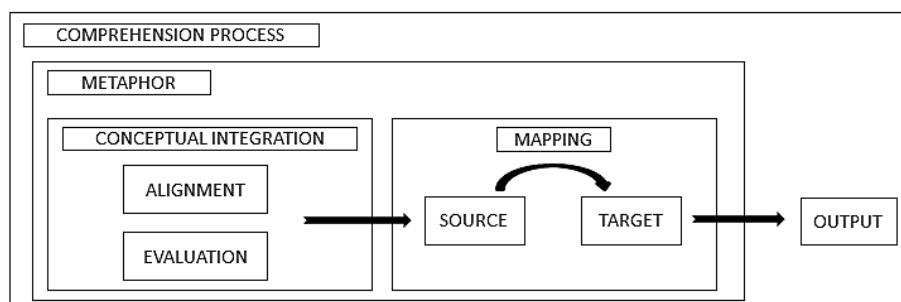 COMPREHENSION PROCESS
METAPHOR
CONCEPTUAL INTEGRATION
ALIGNMENT
EVALUATION
MAPPING
SOURCE
TARGET
OUTPUT